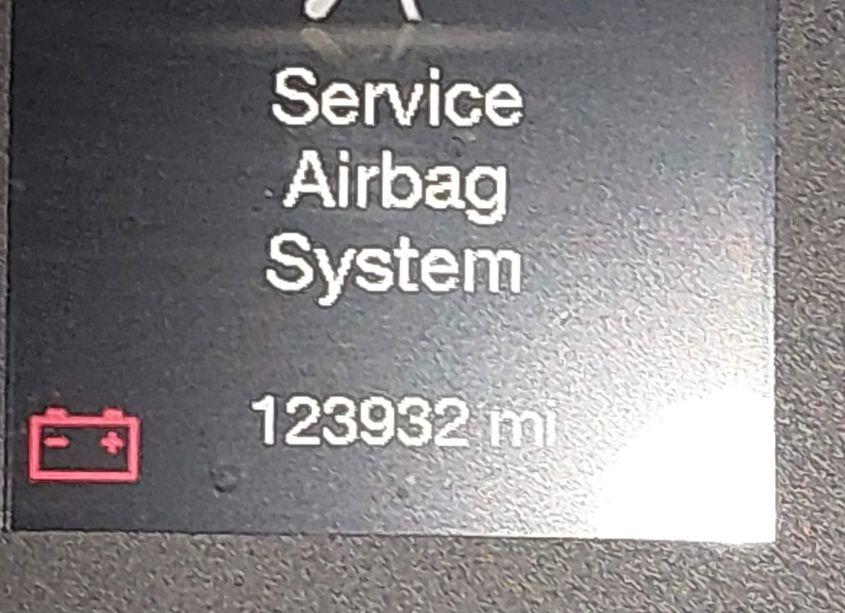 Service
Airbag
System
123932 mi